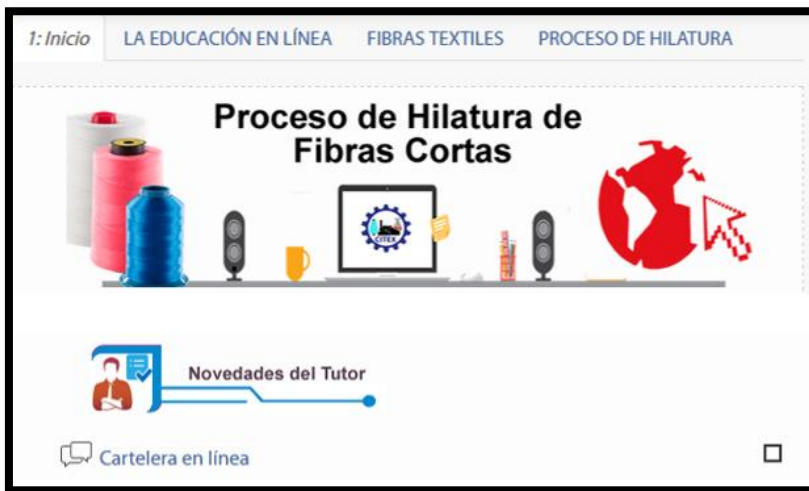 1: Inicio LA EDUCACIÓN EN LÍNEA FIBRAS TEXTILES PROCESO DE HILATURA
Proceso de Hilatura de
Fibras Cortas
CITEX
Novedades del Tutor
Cartelera en línea